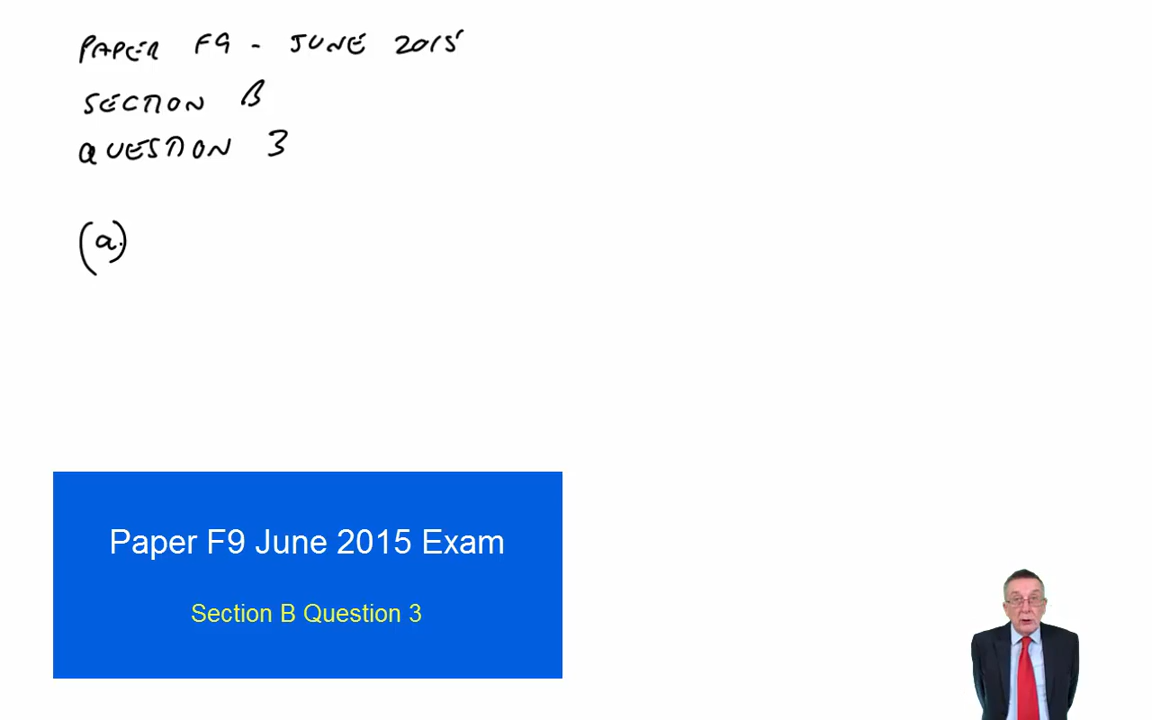 PAPER F9 - JUNE 2015
SECTION B
QUESTION 3
(a)
Paper F9 June 2015 Exam
Section B Question 3